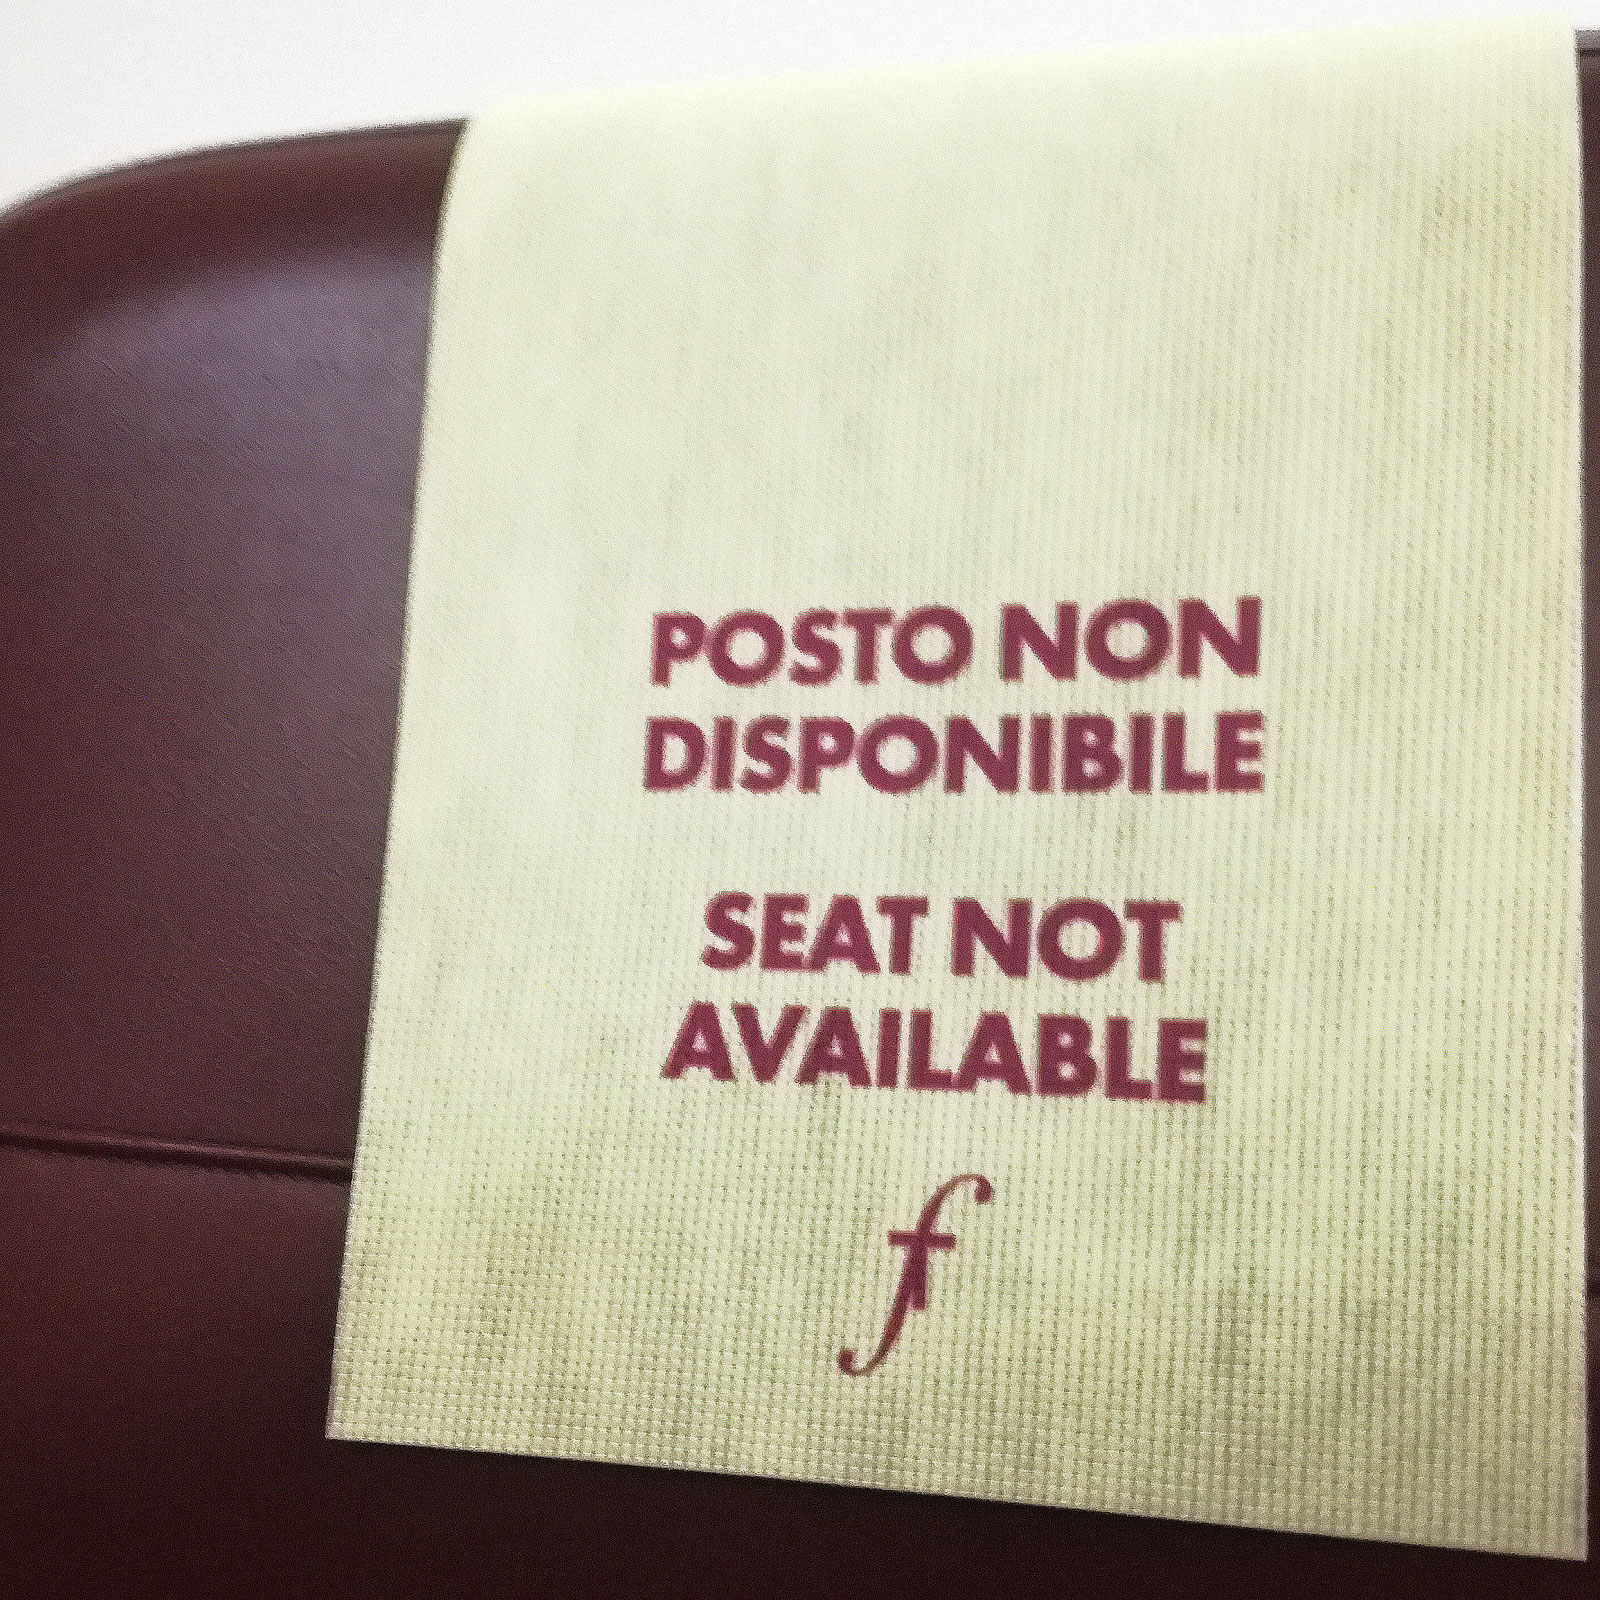 POSTO NON
DISPONIBILE
SEAT NOT
AVAILABLE
f